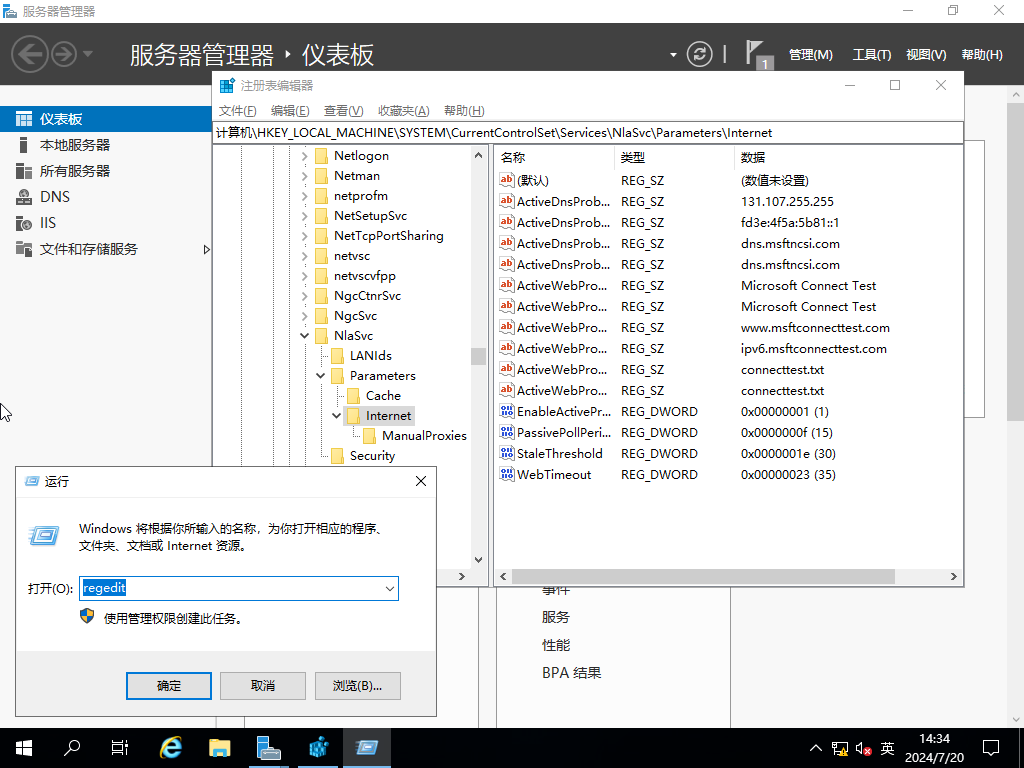 服务器管理器
服务器管理器 · 仪表板
管理(M) 工具(T) 视图(V) 帮助(H)
1
仪表板
本地服务器
所有服务器
DNS
IIS
文件和存储服务
注册表编辑器
文件(F) 编辑(E) 查看(V) 收藏夹(A) 帮助(H)
计算机\HKEY_LOCAL_MACHINE\SYSTEM\CurrentControlSet\Services\NlaSvc\Parameters\Internet
Netlogon
Netman
netprofm
NetSetupSvc
NetTcpPortSharing
netvsc
netvscvfpp
NgcCtnrSvc
NgcSvc
NlaSvc
LANIds
Parameters
Cache
Internet
ManualProxies
Security
名称 类型 数据
(默认) REG_SZ (数值未设置)
ActiveDnsProb... REG_SZ 131.107.255.255
ActiveDnsProb... REG_SZ fd3e:4f5a:5b81::1
ActiveDnsProb... REG_SZ dns.msftncsi.com
ActiveDnsProb... REG_SZ dns.msftncsi.com
ActiveWebPro... REG_SZ Microsoft Connect Test
ActiveWebPro... REG_SZ Microsoft Connect Test
ActiveWebPro... REG_SZ www.msftconnecttest.com
ActiveWebPro... REG_SZ ipv6.msftconnecttest.com
ActiveWebPro... REG_SZ connecttest.txt
ActiveWebPro... REG_SZ connecttest.txt
EnableActivePr... REG_DWORD 0x00000001 (1)
PassivePollPeri... REG_DWORD 0x0000000f (15)
StaleThreshold REG_DWORD 0x0000001e (30)
WebTimeout REG_DWORD 0x00000023 (35)
运行
Windows 将根据你所输入的名称，为你打开相应的程序、
文件夹、文档或 Internet 资源。
打开(O): regedit
使用管理权限创建此任务。
确定 取消 浏览(B)...
事件
服务
性能
BPA 结果
英
14:34
2024/7/20